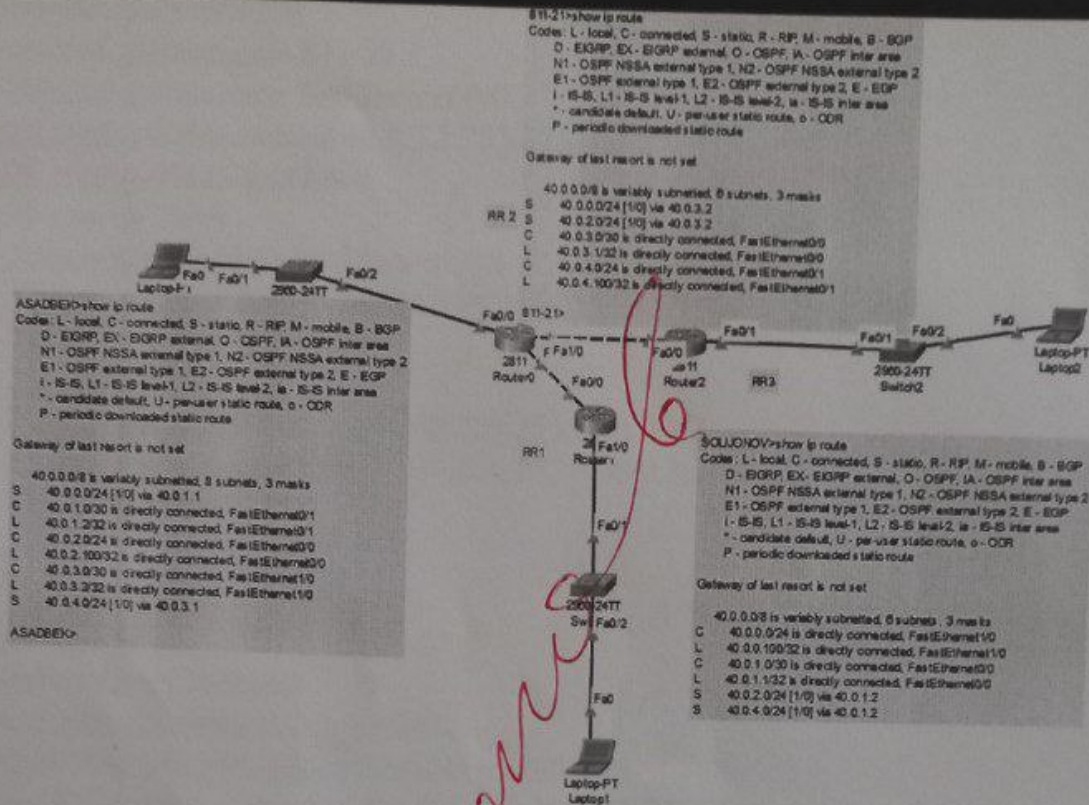 811-21>show ip route
Codes: L - local, C - connected, S - static, R - RIP, M - mobile, B - BGP
D - EIGRP, EX - EIGRP external, O - OSPF, IA - OSPF inter area
N1 - OSPF NSSA external type 1, N2 - OSPF NSSA external type 2
E1 - OSPF external type 1, E2 - OSPF external type 2, E - EGP
i - IS-IS, L1 - IS-IS level-1, L2 - IS-IS level-2, ia - IS-IS inter area
* - candidate default, U - per-user static route, o - ODR
P - periodic downloaded static route
Gateway of last resort is not set
40.0.0.0/8 is variably subnetted, 6 subnets, 3 masks
S 40.0.0.0/24 [1/0] via 40.0.3.2
RR 2
S 40.0.2.0/24 [1/0] via 40.0.3.2
C 40.0.3.0/30 is directly connected, FastEthernet0/0
L 40.0.3.1/32 is directly connected, FastEthernet0/0
C 40.0.4.0/24 is directly connected, FastEthernet0/1
L 40.0.4.100/32 is directly connected, FastEthernet0/1
Fa0
Fa0/1
Fa0/2
2960-24TT
ASADBEK>show ip route
Codes: L - local, C - connected, S - static, R - RIP, M - mobile, B - BGP
D - EIGRP, EX - EIGRP external, O - OSPF, IA - OSPF inter area
N1 - OSPF NSSA external type 1, N2 - OSPF NSSA external type 2
E1 - OSPF external type 1, E2 - OSPF external type 2, E - EGP
i - IS-IS, L1 - IS-IS level-1, L2 - IS-IS level-2, ia - IS-IS inter area
* - candidate default, U - per-user static route, o - ODR
P - periodic downloaded static route
Gateway of last resort is not set
40.0.0.0/8 is variably subnetted, 8 subnets, 3 masks
S 40.0.0.0/24 [1/0] via 40.0.1.1
C 40.0.1.0/30 is directly connected, FastEthernet0/1
L 40.0.1.2/32 is directly connected, FastEthernet0/1
C 40.0.2.0/24 is directly connected, FastEthernet0/0
L 40.0.2.100/32 is directly connected, FastEthernet0/0
C 40.0.3.0/30 is directly connected, FastEthernet1/0
L 40.0.3.2/32 is directly connected, FastEthernet1/0
S 40.0.4.0/24 [1/0] via 40.0.3.1
ASADBEK>
Fa0/0
811-21>
Fa1/0
2811
Router0
Fa0/0
Fa0/0
Router2
Fa0/1
RR3
Fa0/1
Fa0/2
2960-24TT
Switch2
Fa0
Laptop-PT
Laptop2
RR1
Fa1/0
Fa0/1
2960-24TT
Fa0/2
Fa0
Laptop-PT
Laptop1
SOLIJONOV>show ip route
Codes: L - local, C - connected, S - static, R - RIP, M - mobile, B - BGP
D - EIGRP, EX - EIGRP external, O - OSPF, IA - OSPF inter area
N1 - OSPF NSSA external type 1, N2 - OSPF NSSA external type 2
E1 - OSPF external type 1, E2 - OSPF external type 2, E - EGP
i - IS-IS, L1 - IS-IS level-1, L2 - IS-IS level-2, ia - IS-IS inter area
* - candidate default, U - per-user static route, o - ODR
P - periodic downloaded static route
Gateway of last resort is not set
40.0.0.0/8 is variably subnetted, 6 subnets, 3 masks
C 40.0.0.0/24 is directly connected, FastEthernet1/0
L 40.0.0.100/32 is directly connected, FastEthernet1/0
C 40.0.1.0/30 is directly connected, FastEthernet0/0
L 40.0.1.1/32 is directly connected, FastEthernet0/0
S 40.0.2.0/24 [1/0] via 40.0.1.2
S 40.0.4.0/24 [1/0] via 40.0.1.2